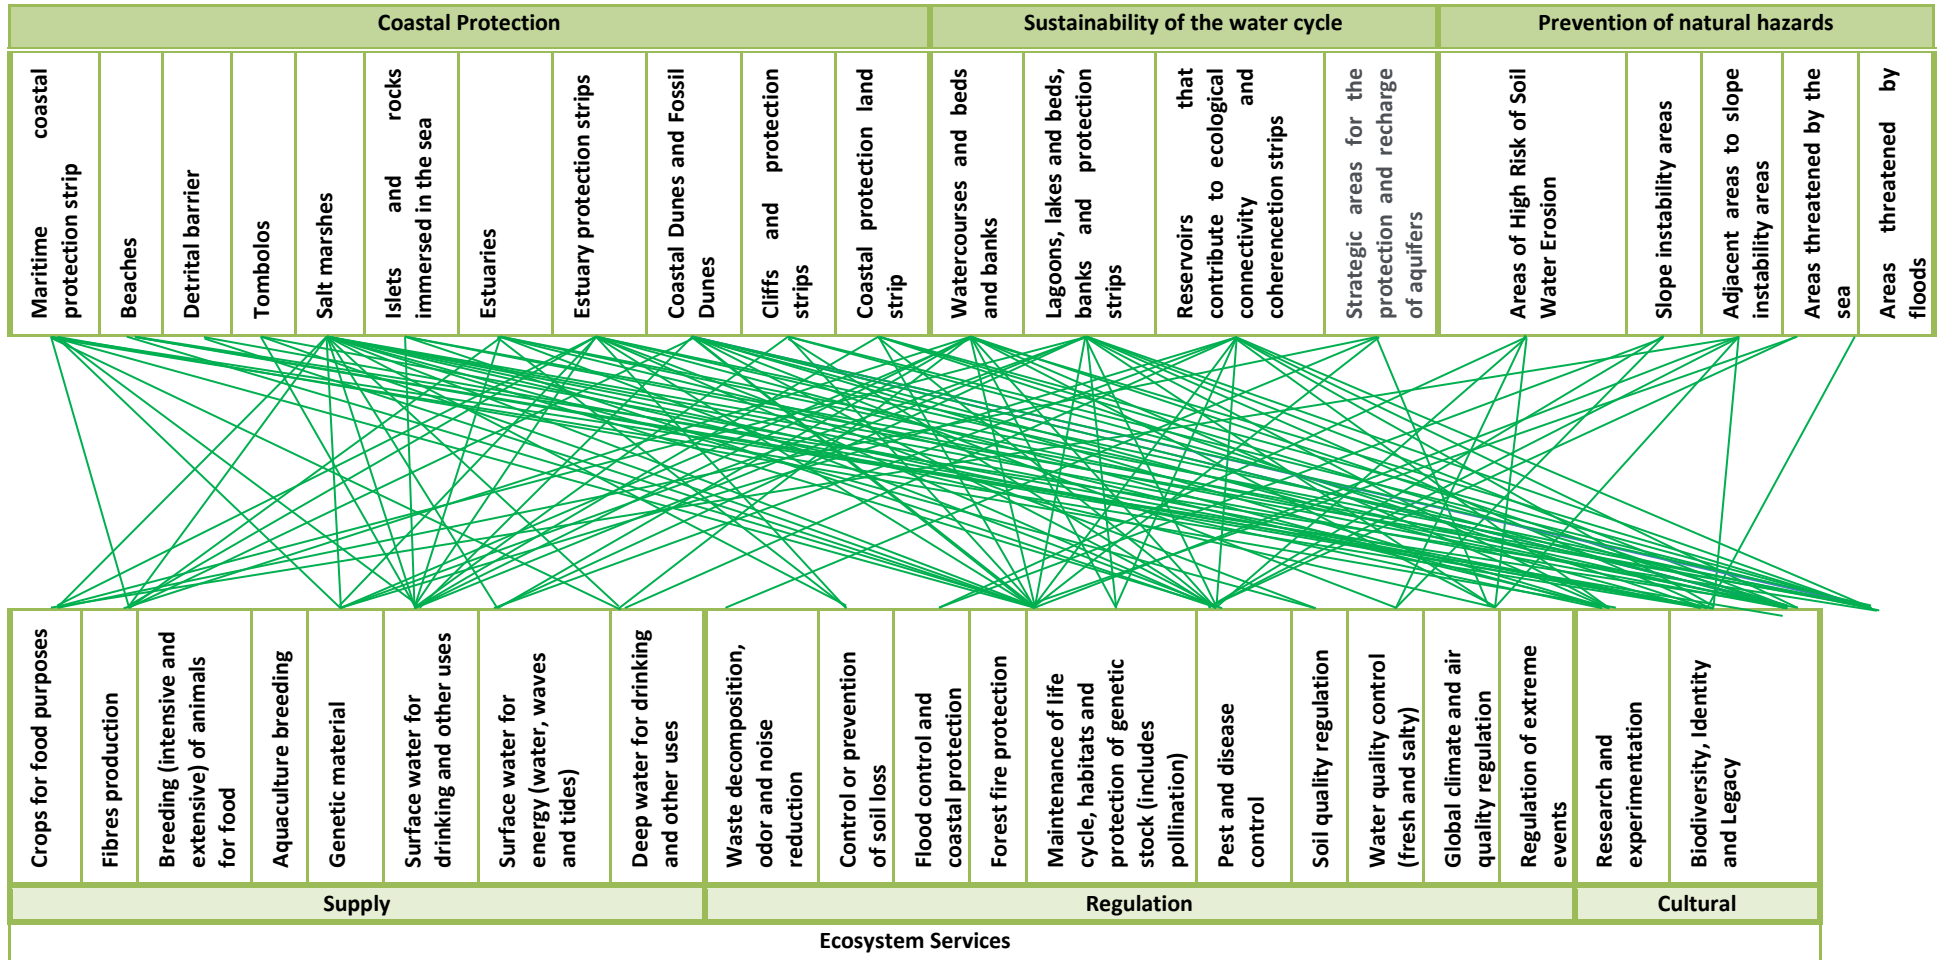 Coastal Protection
Sustainability of the water cycle
Prevention of natural hazards
Maritime coastal
protection strip
Beaches
Detrital barrier
Tombolos
Salt marshes
Islets and rocks
immersed in the sea
Estuaries
Estuary protection strips
Coastal Dunes and Fossil
Dunes
Cliffs and protection
strips
Coastal protection land
strip
Watercourses and beds
and banks
Lagoons, lakes and beds,
banks and protection
strips
Reservoirs that
contribute to ecological
connectivity and
coherencetion strips
Strategic areas for the
protection and recharge
of aquifers
Areas of High Risk of Soil
Water Erosion
Slope instability areas
Adjacent areas to slope
instability areas
Areas threatened by the
sea
Areas threatened by
floods
Crops for food purposes
Fibres production
Breeding (intensive and
extensive) of animals
for food
Aquaculture breeding
Genetic material
Surface water for
drinking and other uses
Surface water for
energy (water, waves
and tides)
Deep water for drinking
and other uses
Waste decomposition,
odor and noise
reduction
Control or prevention
of soil loss
Flood control and
coastal protection
Forest fire protection
Maintenance of life
cycle, habitats and
protection of genetic
stock (includes
pollination)
Pest and disease
control
Soil quality regulation
Water quality control
(fresh and salty)
Global climate and air
quality regulation
Regulation of extreme
events
Research and
experimentation
Biodiversity, Identity
and Legacy
Supply
Regulation
Cultural
Ecosystem Services